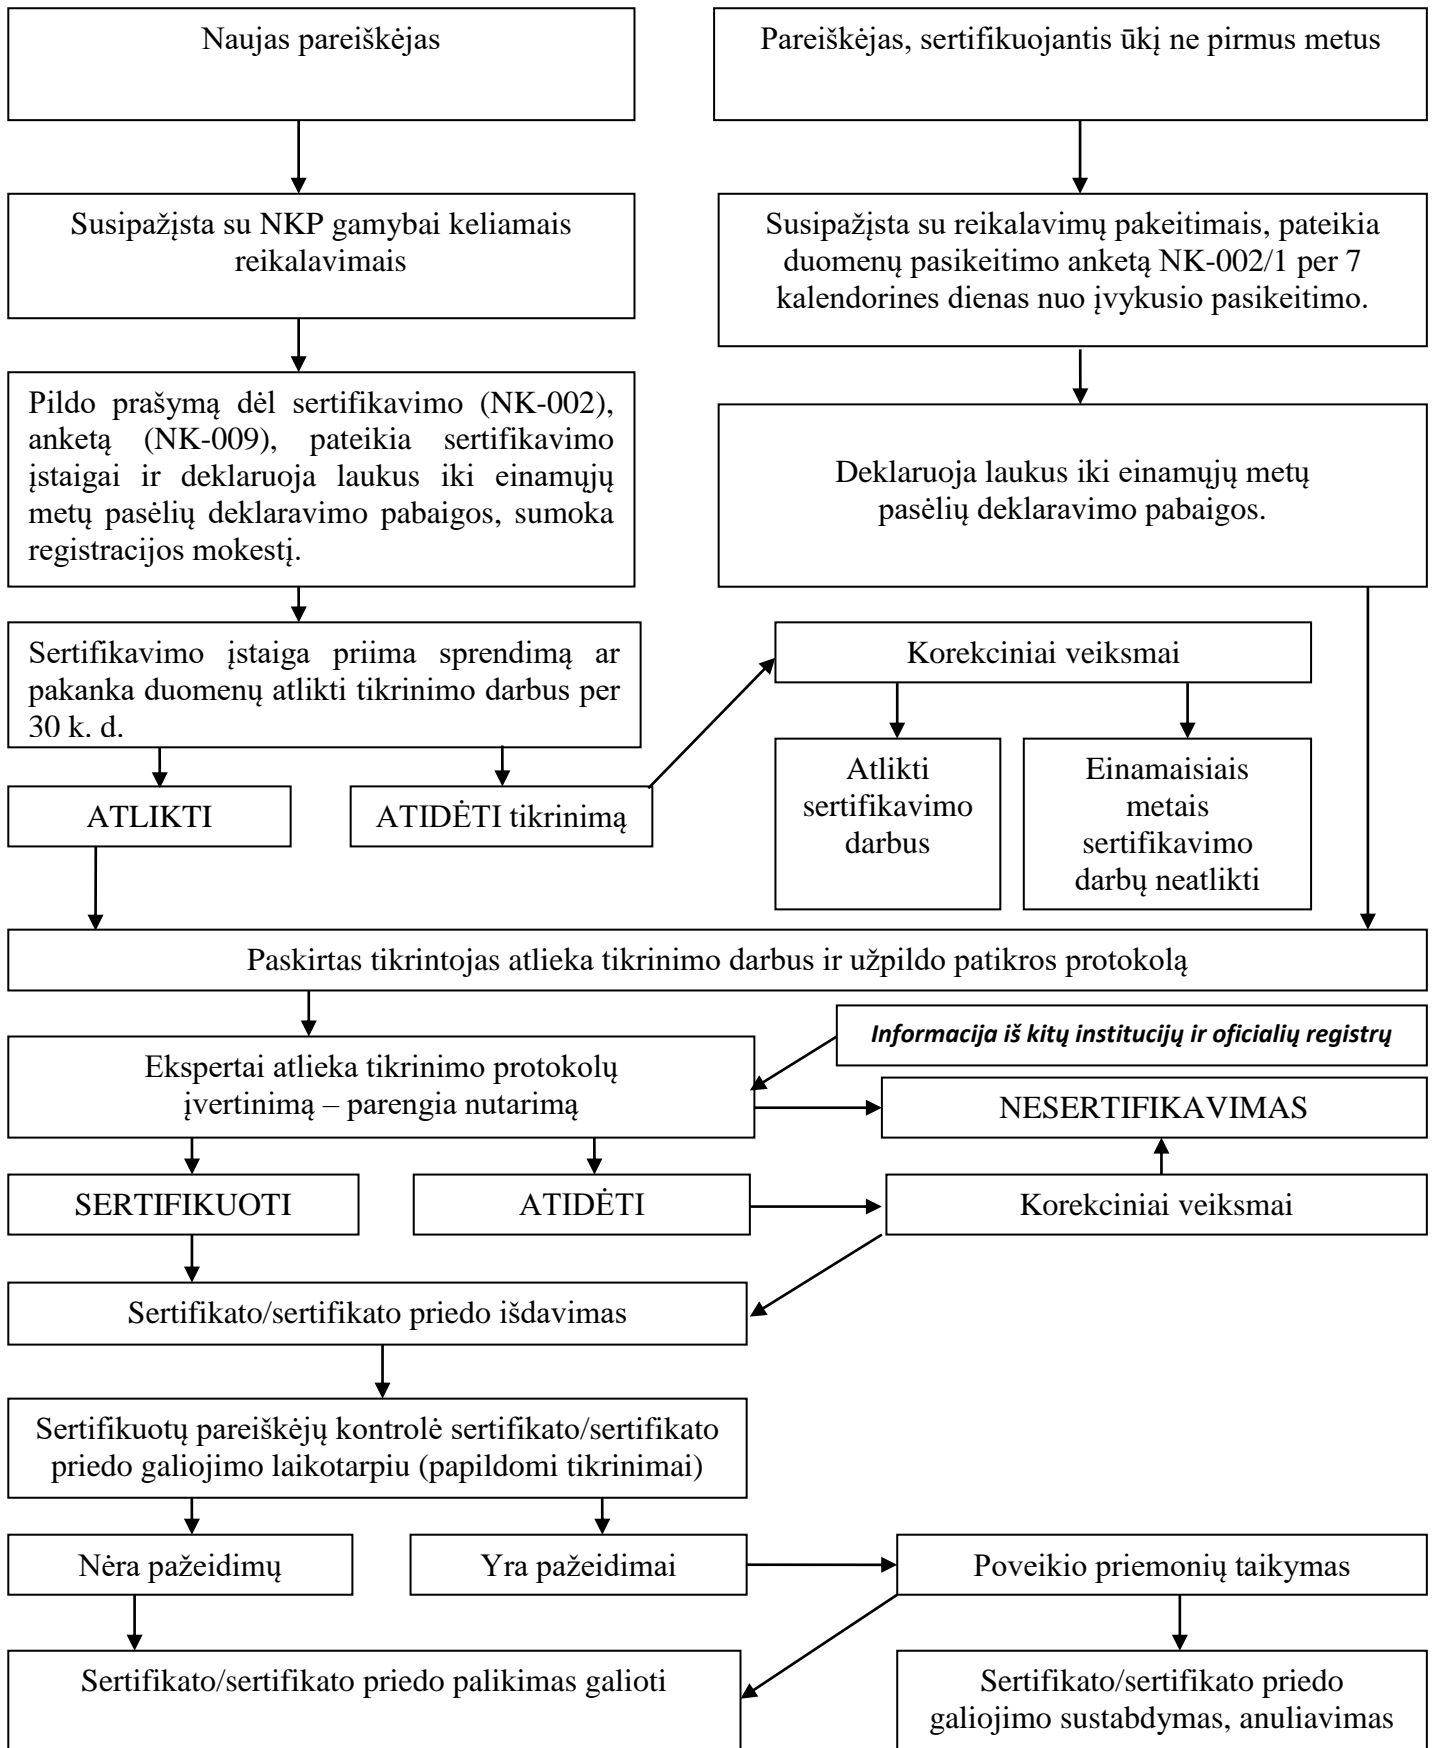 Naujas pareiškėjas
Pareiškėjas, sertifikuojantis ūkį ne pirmus metus
Susipažįsta su NKP gamybai keliamais
reikalavimais
Susipažįsta su reikalavimų pakeitimais, pateikia
duomenų pasikeitimo anketą NK-002/1 per 7
kalendorines dienas nuo įvykusio pasikeitimo.
Pildo prašymą dėl sertifikavimo (NK-002),
anketą (NK-009), pateikia sertifikavimo
įstaigai ir deklaruoja laukus iki einamųjų
metų pasėlių deklaravimo pabaigos, sumoka
registracijos mokestį.
Deklaruoja laukus iki einamųjų metų
pasėlių deklaravimo pabaigos.
Sertifikavimo įstaiga priima sprendimą ar
pakanka duomenų atlikti tikrinimo darbus per
30 k. d.
Korekciniai veiksmai
ATLIKTI
ATIDĖTI tikrinimą
Atlikti
sertifikavimo
darbus
Einamaisiais
metais
sertifikavimo
darbų neatlikti
Paskirtas tikrintojas atlieka tikrinimo darbus ir užpildo patikros protokolą
Informacija iš kitų institucijų ir oficialių registrų
Ekspertai atlieka tikrinimo protokolų
įvertinimą – parengia nutarimą
NESERTIFIKAVIMAS
SERTIFIKUOTI
ATIDĖTI
Korekciniai veiksmai
Sertifikato/sertifikato priedo išdavimas
Sertifikuotų pareiškėjų kontrolė sertifikato/sertifikato
priedo galiojimo laikotarpiu (papildomi tikrinimai)
Nėra pažeidimų
Yra pažeidimai
Poveikio priemonių taikymas
Sertifikato/sertifikato priedo palikimas galioti
Sertifikato/sertifikato priedo
galiojimo sustabdymas, anuliavimas